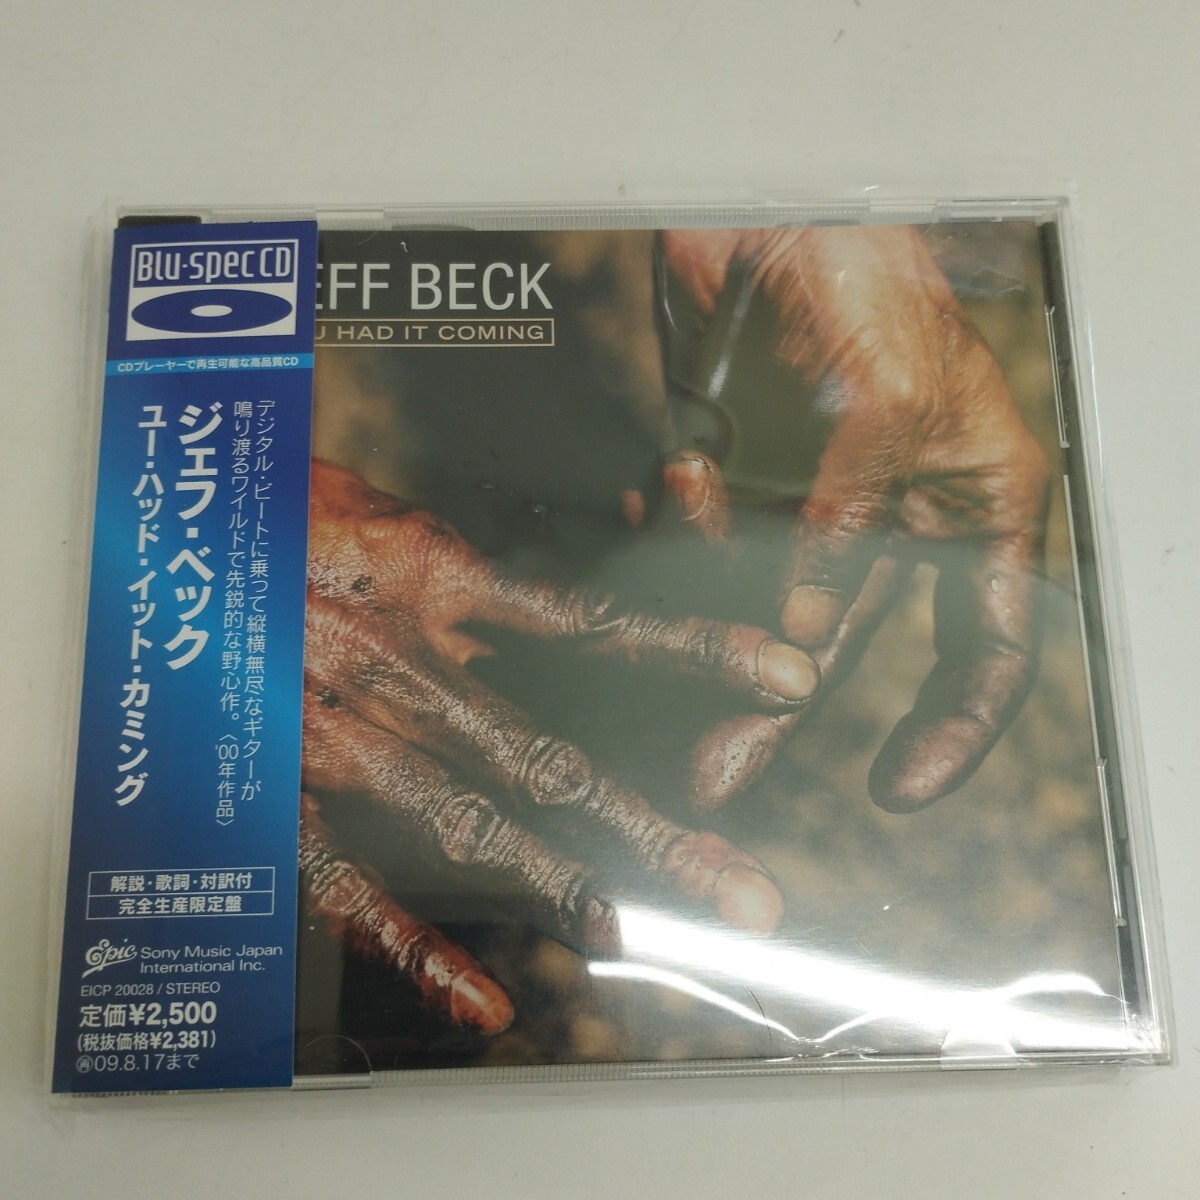 Blu-spec CD
CDプレーヤーで再生可能な高品質CD
EFF BECK
U HAD IT COMING
デジタル・ビートに乗って縦横無尽なギターが
鳴り渡るワイルドで先鋭的な野心作。〈'00年作品〉
ジェフ・ベック
ユー・ハッド・イット・カミング
解説・歌詞・対訳付
完全生産限定盤
Epic Sony Music Japan
International Inc.
EICP 20028 / STEREO
定価¥2,500
(税抜価格¥2,381)
再09.8.17まで